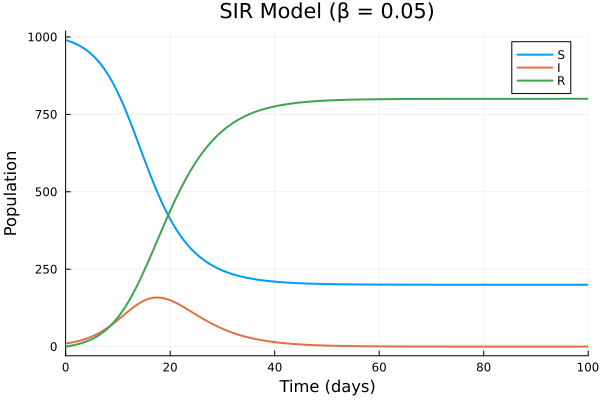 SIR Model (β = 0.05)
1000
750
500
250
0
Population
S
I
R
0 20 40 60 80 100
Time (days)